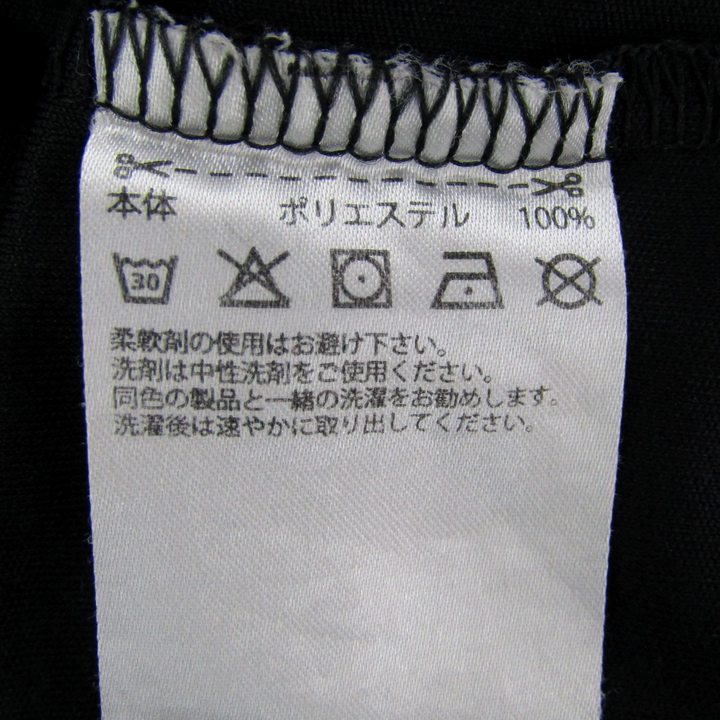 本体 ポリエステル 100%
30
柔軟剤の使用はお避け下さい。
洗剤は中性洗剤をご使用ください。
同色の製品と一緒の洗濯をお勧めします。
洗濯後は速やかに取り出してください。